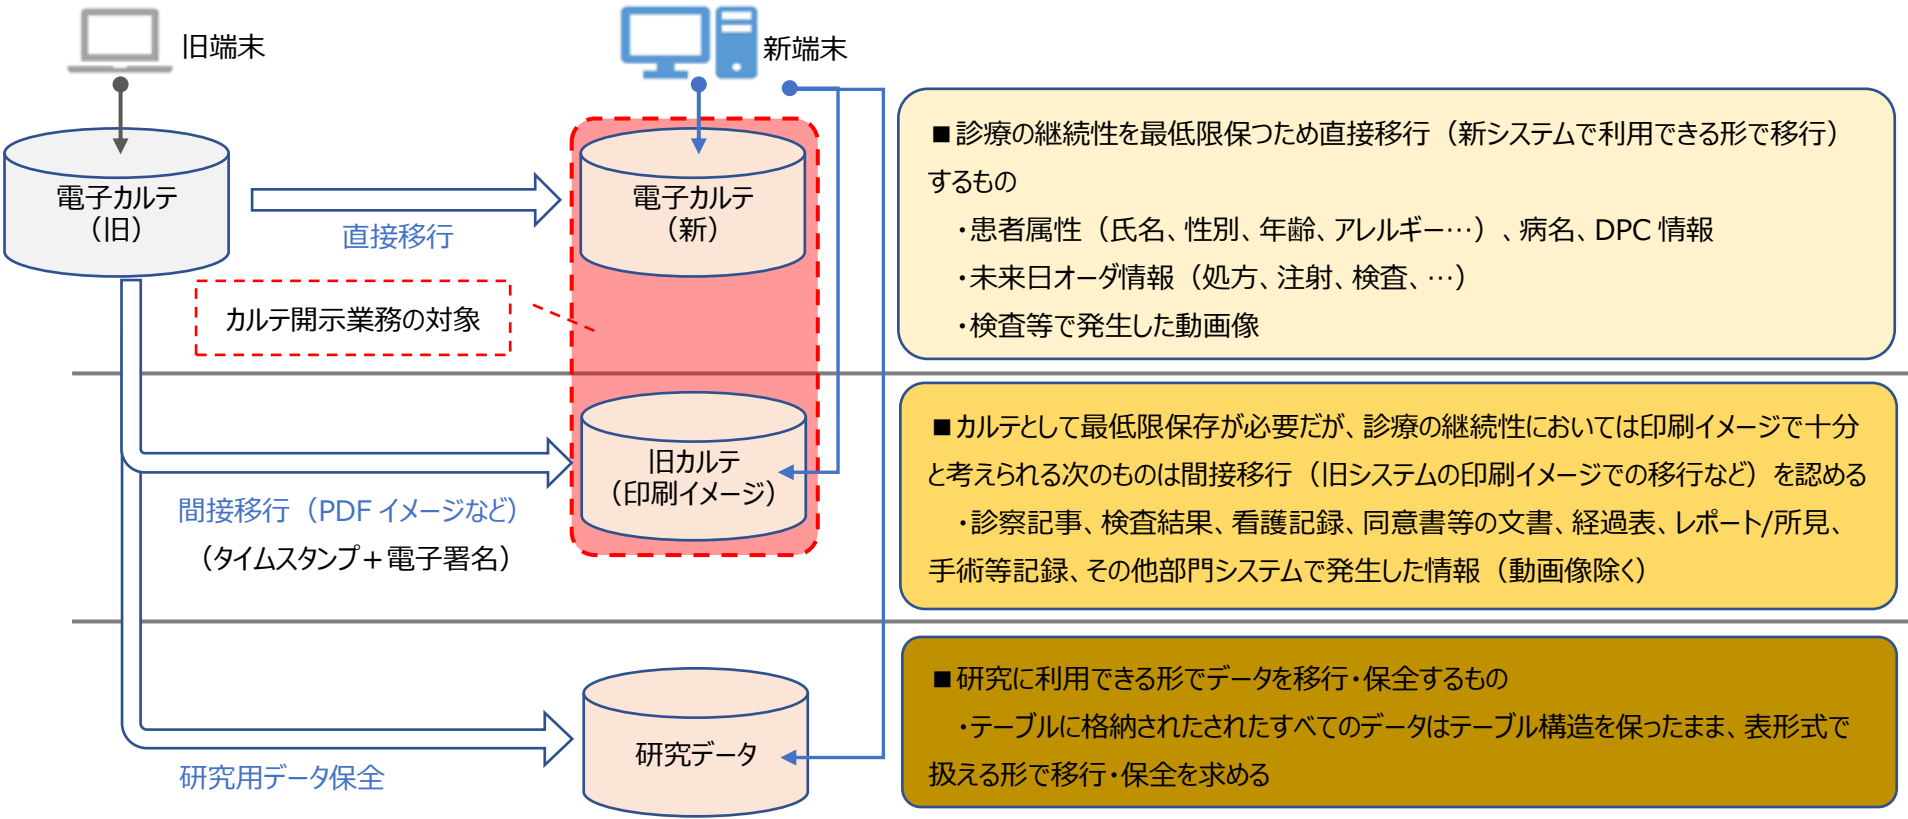 旧端末
新端末
電子カルテ
（旧）
直接移行
電子カルテ
（新）
カルテ開示業務の対象
■診療の継続性を最低限保つため直接移行（新システムで利用できる形で移行）
するもの
・患者属性（氏名、性別、年齢、アレルギー…）、病名、DPC 情報
・未来日オーダ情報（処方、注射、検査、…）
・検査等で発生した動画像
旧カルテ
（印刷イメージ）
間接移行（PDF イメージなど）
（タイムスタンプ＋電子署名）
■カルテとして最低限保存が必要だが、診療の継続性においては印刷イメージで十分
と考えられる次のものは間接移行（旧システムの印刷イメージでの移行など）を認める
・診察記事、検査結果、看護記録、同意書等の文書、経過表、レポート/所見、
手術等記録、その他部門システムで発生した情報（動画像除く）
研究データ
研究用データ保全
■研究に利用できる形でデータを移行・保全するもの
・テーブルに格納されたされたすべてのデータはテーブル構造を保ったまま、表形式で
扱える形で移行・保全を求める